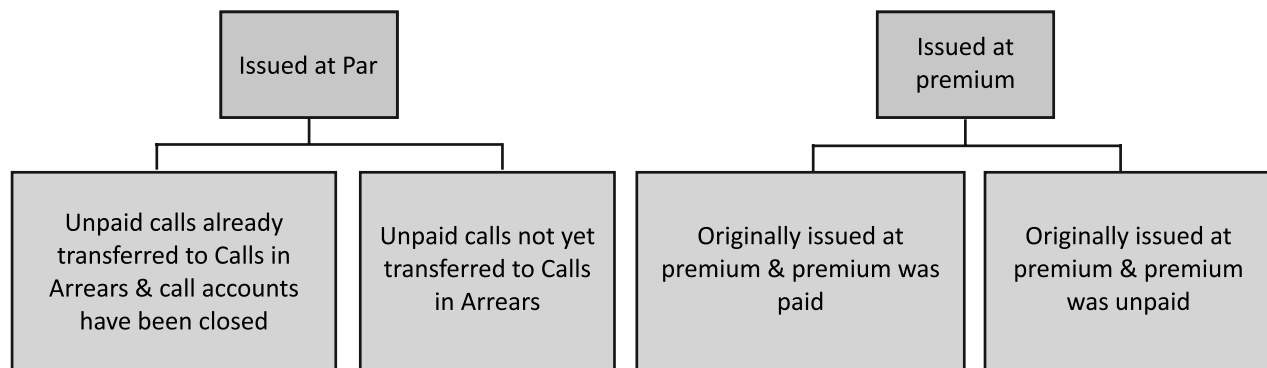 Issued at Par
Issued at
premium
Unpaid calls already
transferred to Calls in
Arrears & call accounts
have been closed
Unpaid calls not yet
transferred to Calls
in Arrears
Originally issued at
premium & premium was
paid
Originally issued at
premium & premium
was unpaid